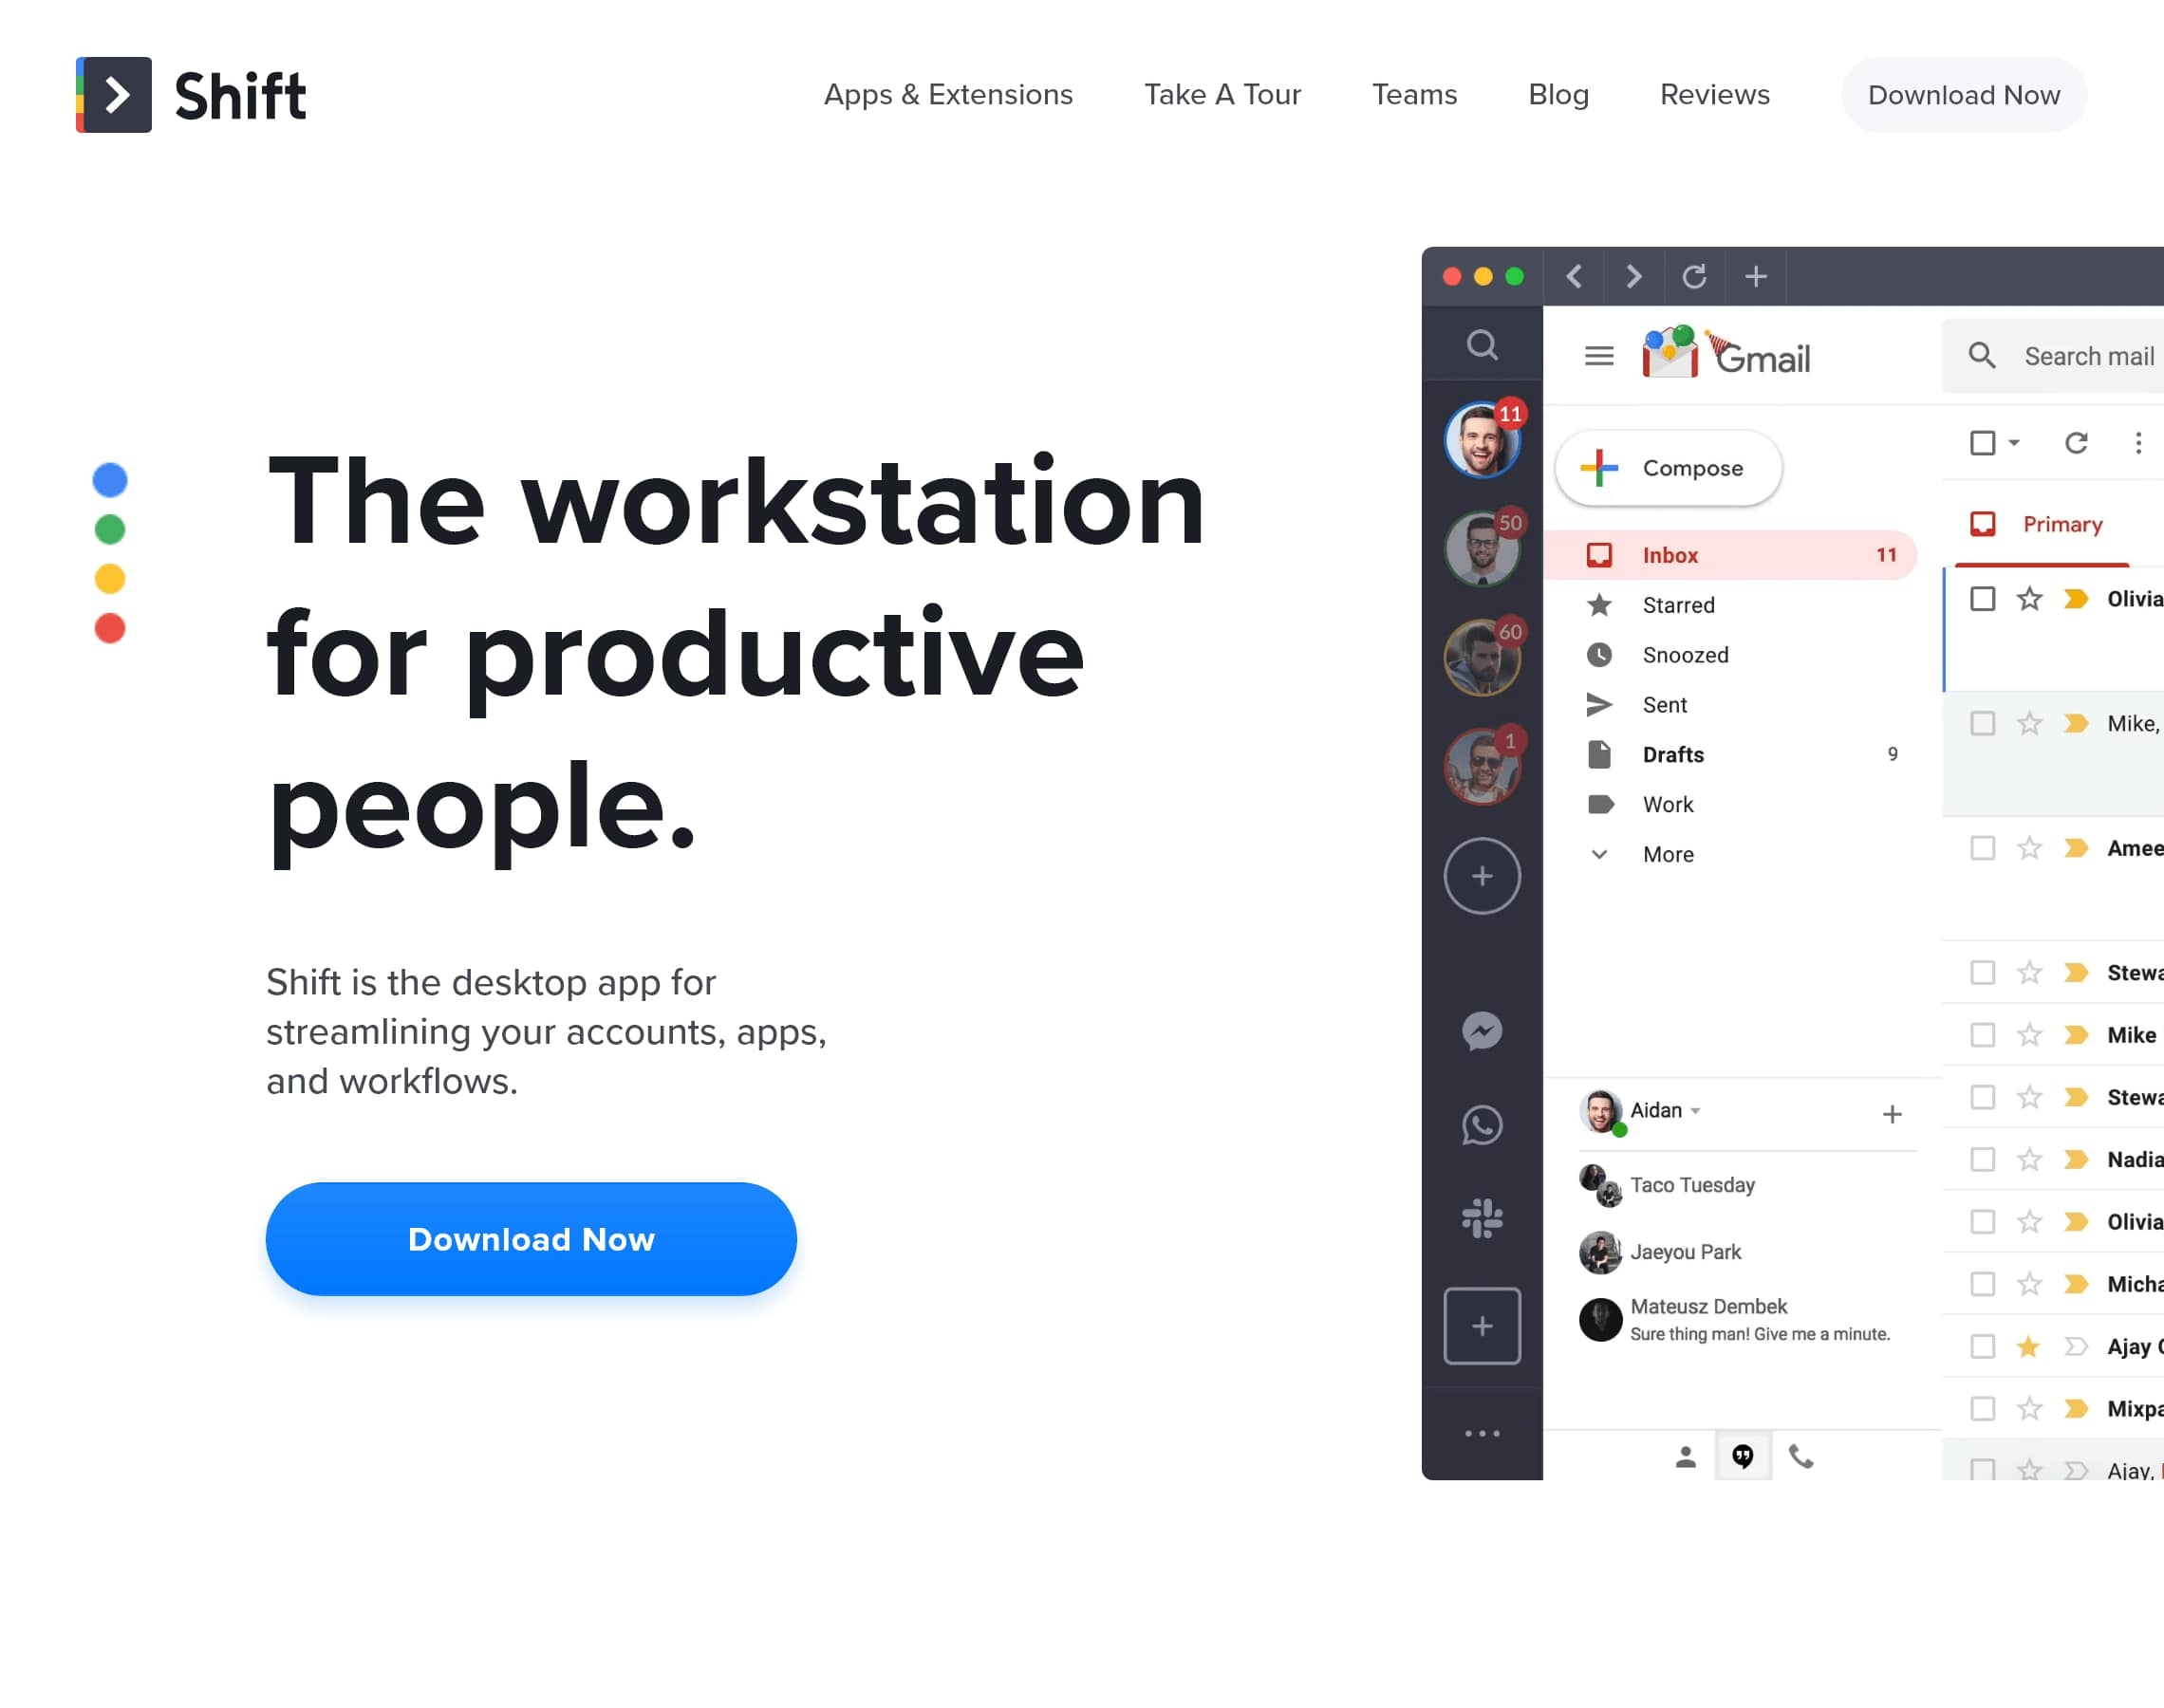 Shift
Apps & Extensions
Take A Tour
Teams
Blog
Reviews
Download Now
The workstation
for productive
people.
Shift is the desktop app for
streamlining your accounts, apps,
and workflows.
Download Now
11
50
60
1
Gmail
Search mail
Compose
Inbox 11
Starred
Snoozed
Sent
Drafts 9
Work
More
Aidan
Taco Tuesday
Jaeyou Park
Mateusz Dembek
Sure thing man! Give me a minute.
Primary
Olivia
Mike,
Amee
Stewa
Mike
Stewa
Nadia
Olivia
Micha
Ajay
Mixpa
Ajay,